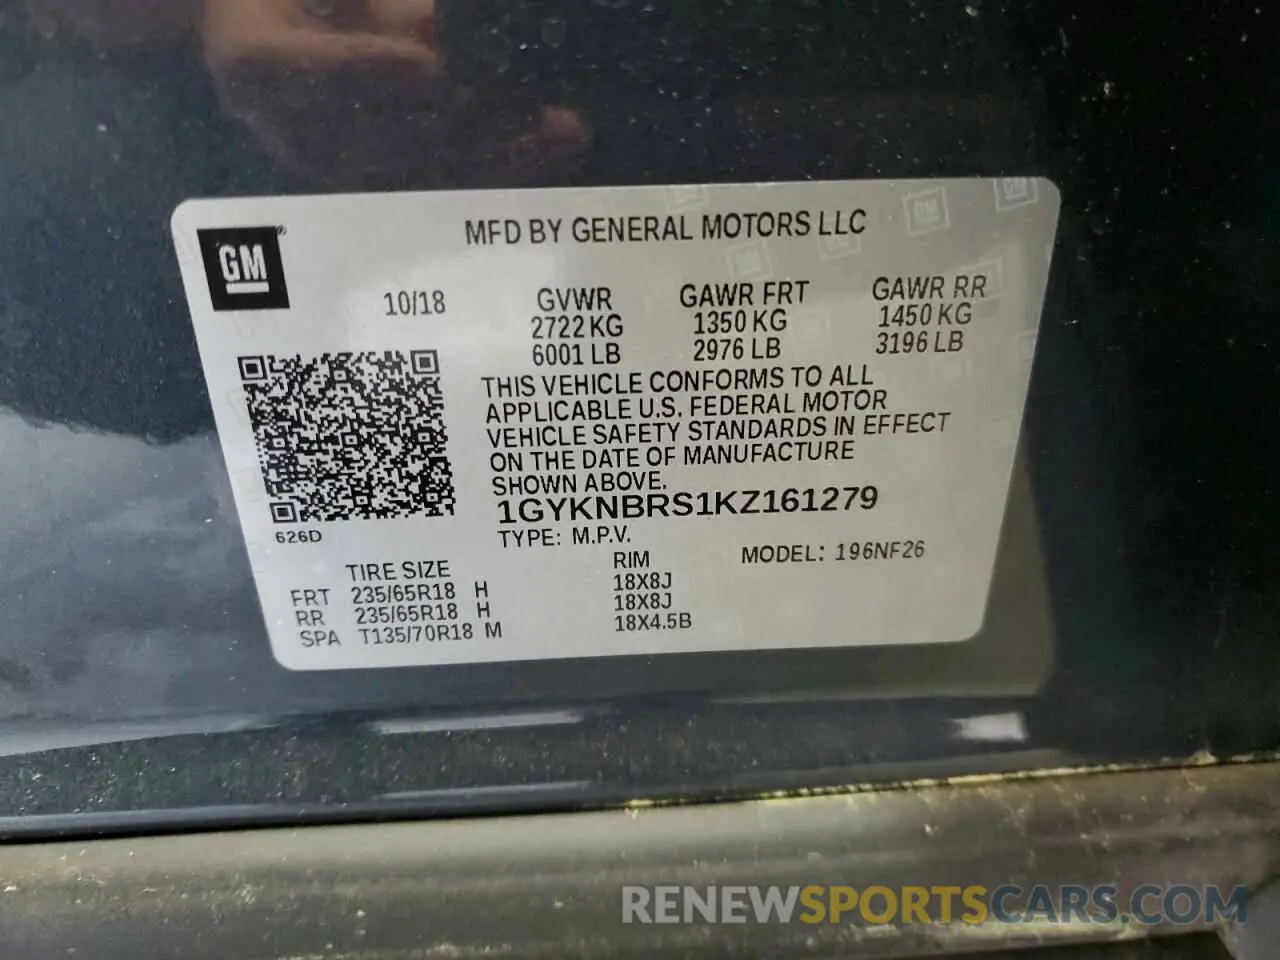 MFD BY GENERAL MOTORS LLC
GM®
10/18 GVWR GAWR FRT GAWR RR
2722 KG 1350 KG 1450 KG
6001 LB 2976 LB 3196 LB
THIS VEHICLE CONFORMS TO ALL
APPLICABLE U.S. FEDERAL MOTOR
VEHICLE SAFETY STANDARDS IN EFFECT
ON THE DATE OF MANUFACTURE
SHOWN ABOVE.
1GYKNBRS1KZ161279
626D
TYPE: M.P.V. MODEL: 196NF26
TIRE SIZE RIM
FRT 235/65R18 H 18X8J
RR 235/65R18 H 18X8J
SPA T135/70R18 M 18X4.5B
RENEWSPORTSCARS.COM